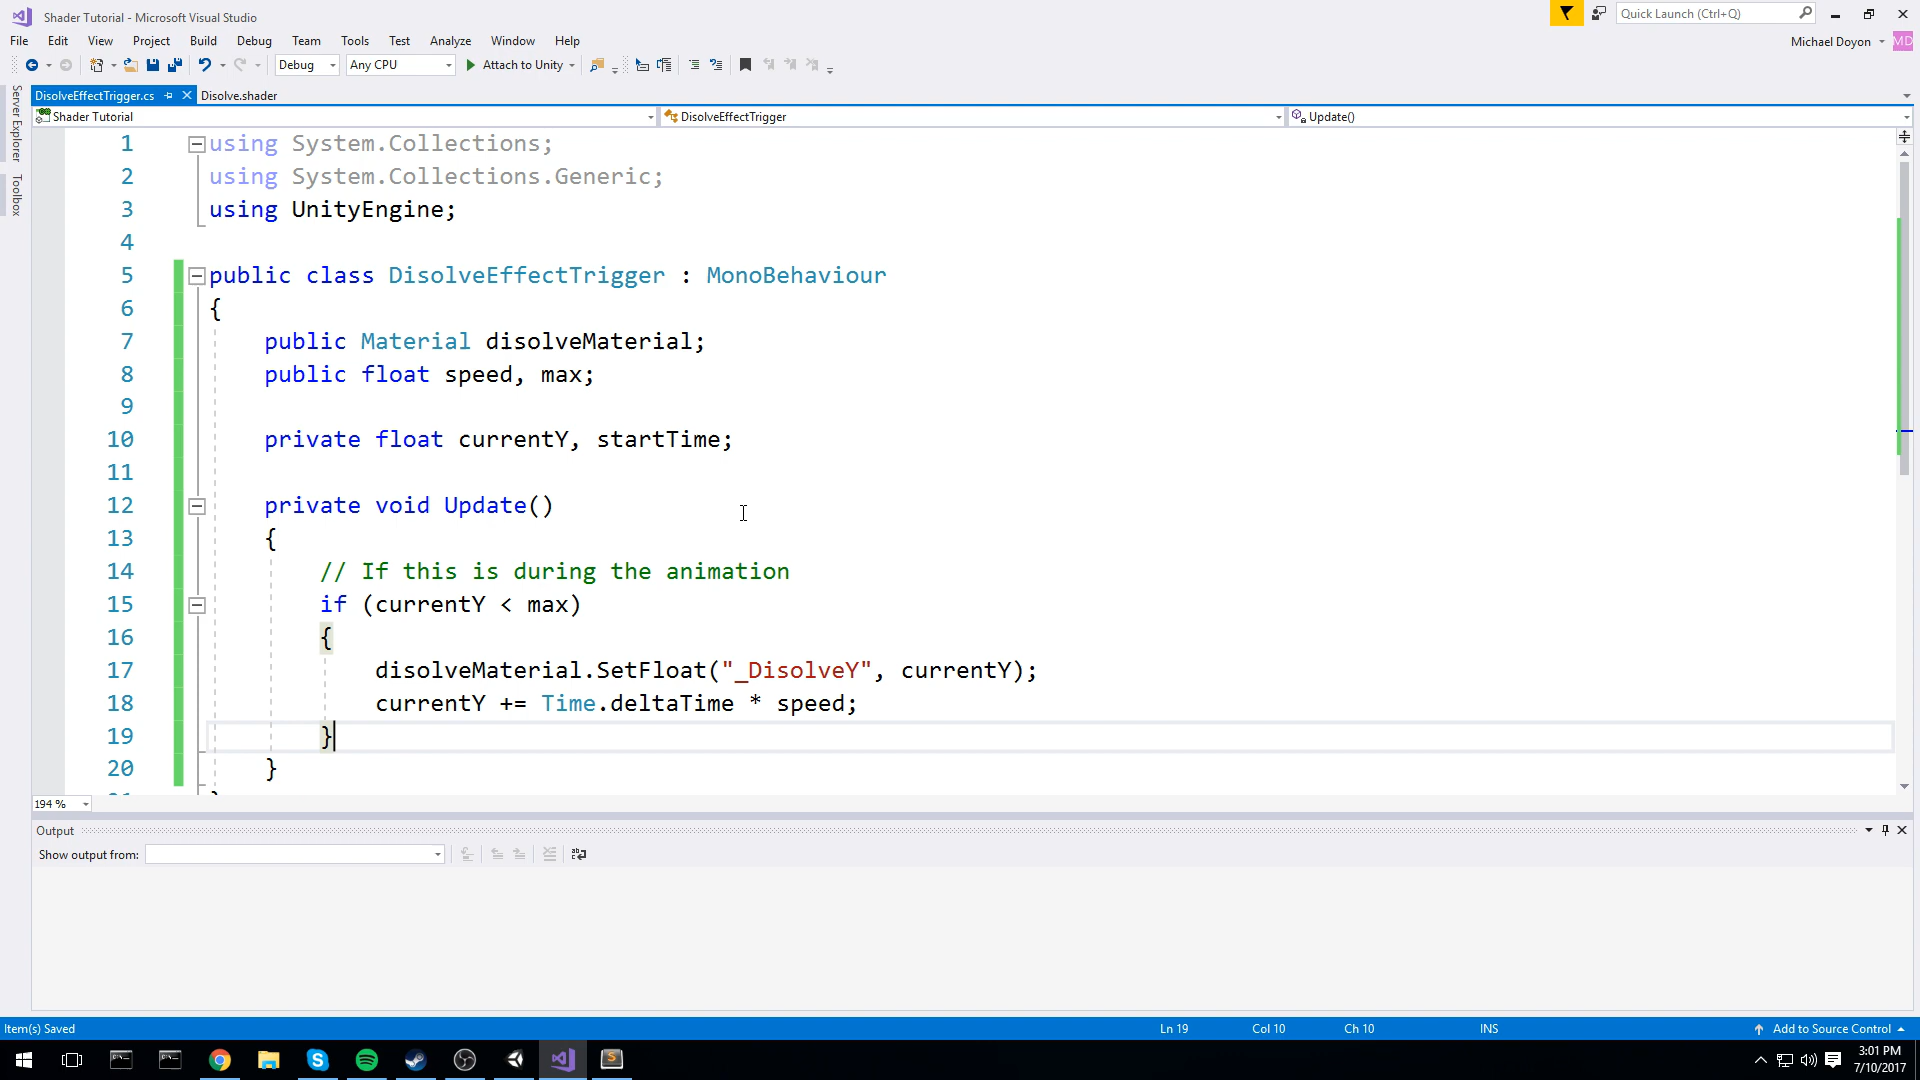 Shader Tutorial - Microsoft Visual Studio
Quick Launch (Ctrl+Q)
File Edit View Project Build Debug Team Tools Test Analyze Window Help
Michael Doyon MD
Debug Any CPU Attach to Unity
Server Explorer
Toolbox
DisolveEffectTrigger.cs Disolve.shader
Shader Tutorial DisolveEffectTrigger Update()
1 using System.Collections;
2 using System.Collections.Generic;
3 using UnityEngine;
4
5 public class DisolveEffectTrigger : MonoBehaviour
6 {
7 public Material disolveMaterial;
8 public float speed, max;
9
10 private float currentY, startTime;
11
12 private void Update()
13 {
14 // If this is during the animation
15 if (currentY < max)
16 {
17 disolveMaterial.SetFloat("_DisolveY", currentY);
18 currentY += Time.deltaTime * speed;
19 }
20 }
194 %
Output
Show output from:
Item(s) Saved Ln 19 Col 10 Ch 10 INS Add to Source Control
3:01 PM
7/10/2017